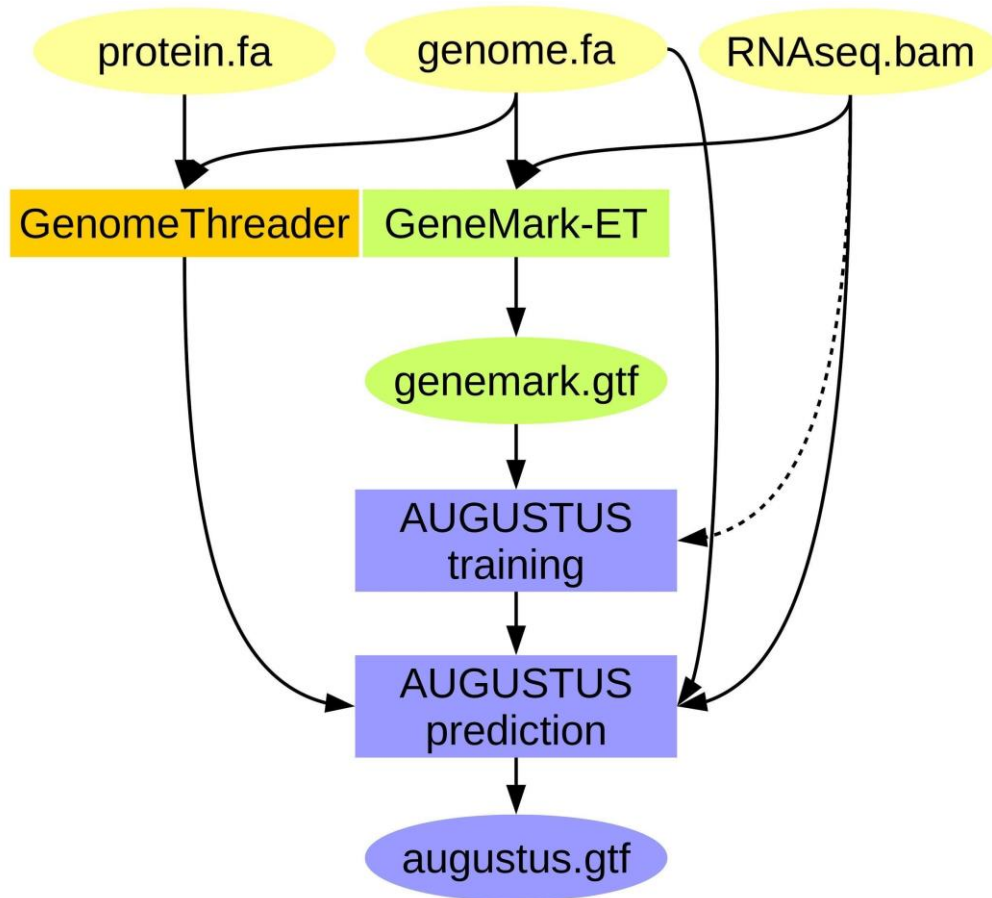 protein.fa
genome.fa
RNAseq.bam
GenomeThreader
GeneMark-ET
genemark.gtf
AUGUSTUS
training
AUGUSTUS
prediction
augustus.gtf